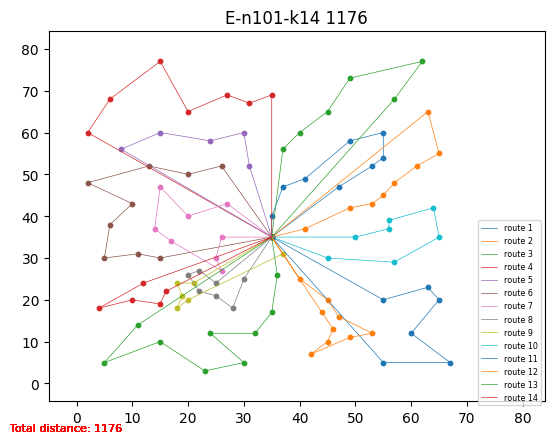 E-n101-k14 1176
80
70
60
50
40
30
20
10
0
0 10 20 30 40 50 60 70 80
route 1
route 2
route 3
route 4
route 5
route 6
route 7
route 8
route 9
route 10
route 11
route 12
route 13
route 14
Total distance: 1176